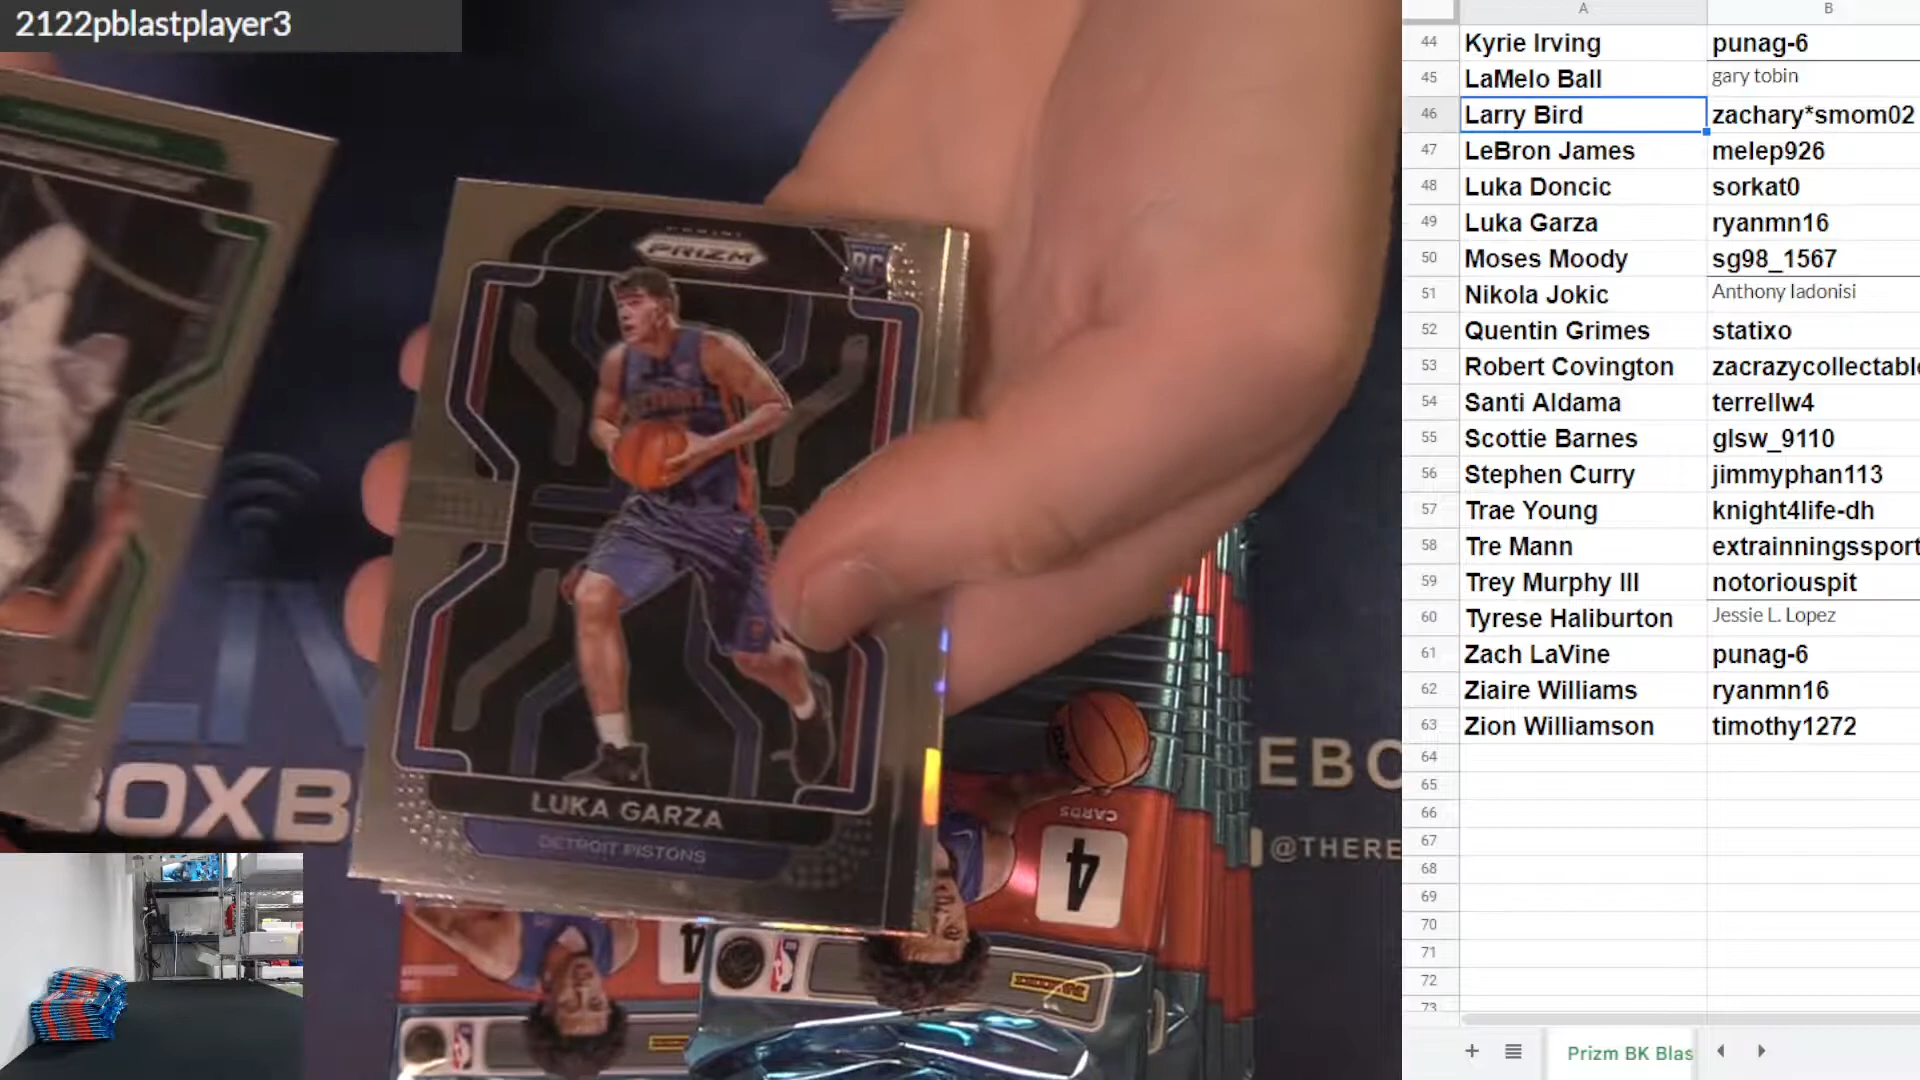 2122pblastplayer3
PANINI
PRIZM
RC
LUKA GARZA
DETROIT PISTONS
OXB
EBO
@THERE
CARDS
4
4
A B
44 Kyrie Irving punag-6
45 LaMelo Ball gary tobin
46 Larry Bird zachary*smom02
47 LeBron James melep926
48 Luka Doncic sorkat0
49 Luka Garza ryanmn16
50 Moses Moody sg98_1567
51 Nikola Jokic Anthony Iadonisi
52 Quentin Grimes statixo
53 Robert Covington zacrazycollectable
54 Santi Aldama terrellw4
55 Scottie Barnes glsw_9110
56 Stephen Curry jimmyphan113
57 Trae Young knight4life-dh
58 Tre Mann extrainningssport
59 Trey Murphy III notoriouspit
60 Tyrese Haliburton Jessie L. Lopez
61 Zach LaVine punag-6
62 Ziaire Williams ryanmn16
63 Zion Williamson timothy1272
64
65
66
67
68
69
70
71
72
73
Prizm BK Blas